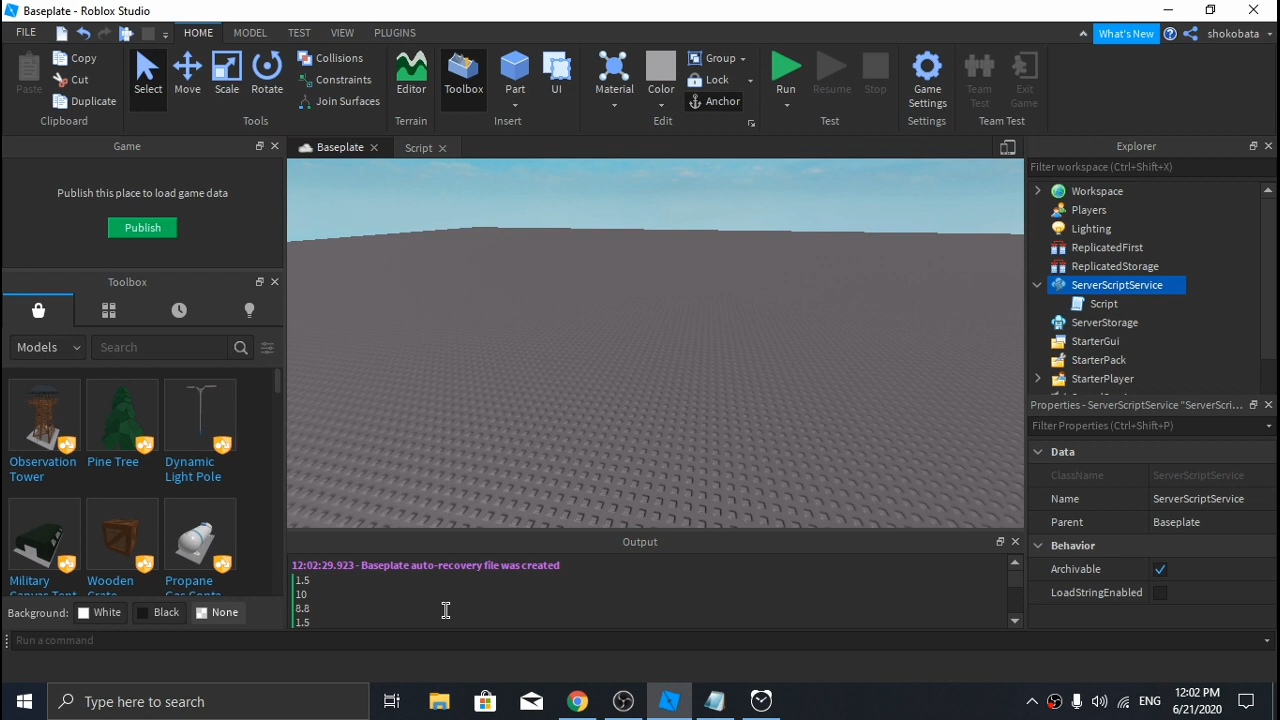 Baseplate - Roblox Studio
FILE HOME MODEL TEST VIEW PLUGINS What's New shokobata
Paste Copy Cut Duplicate
Clipboard
Select Move Scale Rotate
Collisions
Constraints
Join Surfaces
Tools
Editor
Terrain
Toolbox Part UI
Insert
Material Color
Group
Lock
Anchor
Edit
Run Resume Stop
Test
Game
Settings
Settings
Team
Test
Exit
Game
Team Test
Game
Publish this place to load game data
Publish
Toolbox
Models Search
Observation
Tower
Pine Tree
Dynamic
Light Pole
Military
Wooden
Propane
Background: White Black None
Baseplate Script
Output
12:02:29.923 - Baseplate auto-recovery file was created
1.5
10
8.8
1.5
Run a command
Explorer
Filter workspace (Ctrl+Shift+X)
Workspace
Players
Lighting
ReplicatedFirst
ReplicatedStorage
ServerScriptService
Script
ServerStorage
StarterGui
StarterPack
StarterPlayer
Properties - ServerScriptService "ServerScri...
Filter Properties (Ctrl+Shift+P)
Data
ClassName ServerScriptService
Name ServerScriptService
Parent Baseplate
Behavior
Archivable
LoadStringEnabled
Type here to search
ENG
12:02 PM
6/21/2020